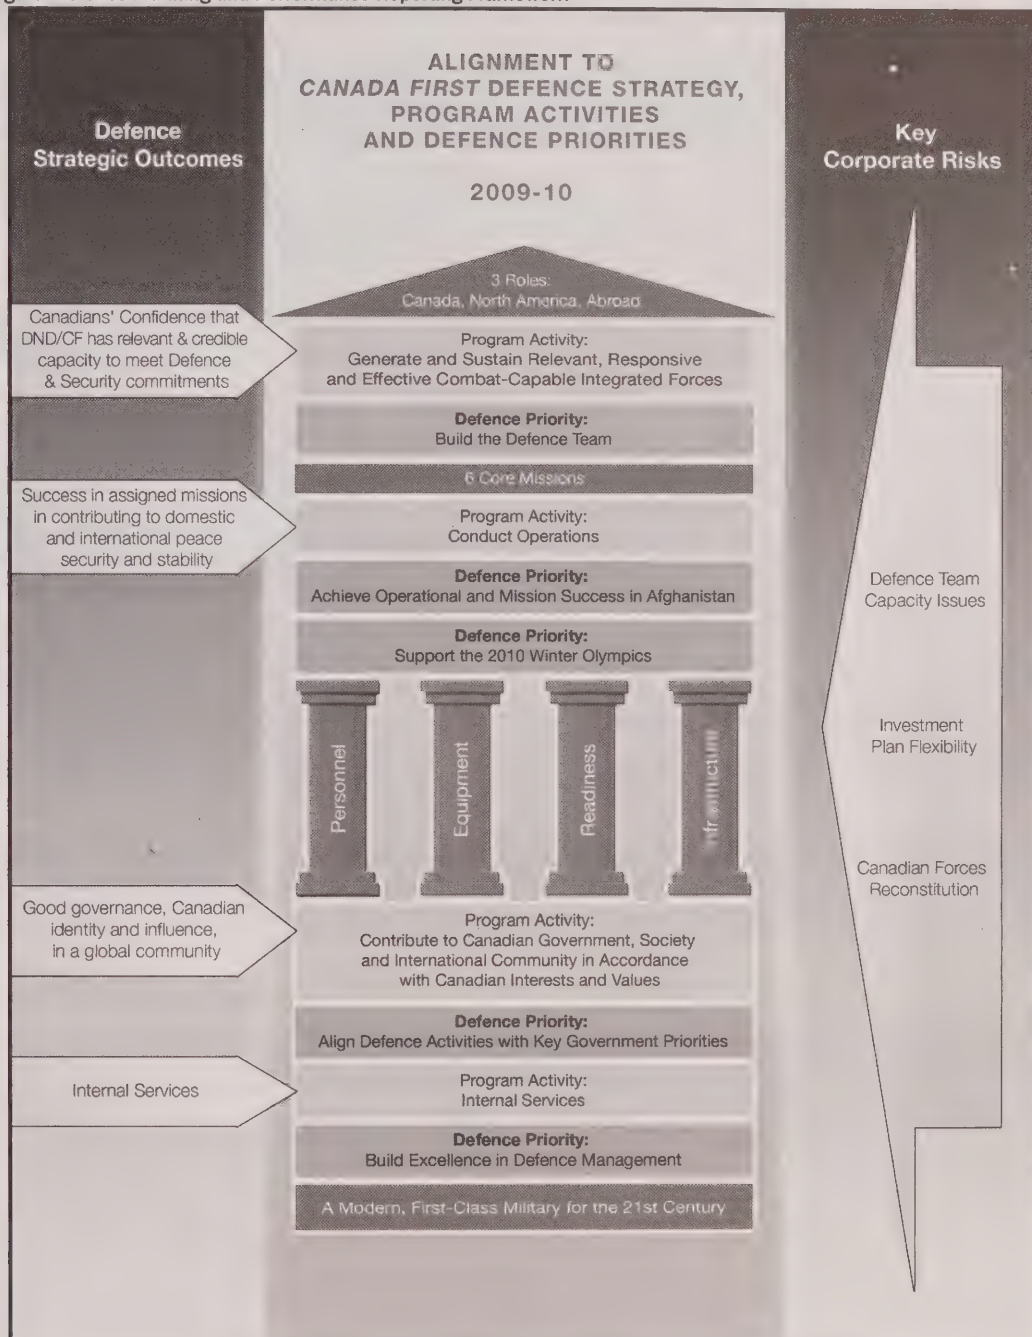 Planning and Performance Reporting Framework
Defence
Strategic Outcomes
ALIGNMENT TO
CANADA FIRST DEFENCE STRATEGY,
PROGRAM ACTIVITIES
AND DEFENCE PRIORITIES
2009-10
Key
Corporate Risks
3 Roles:
Canada, North America, Abroad
Canadians' Confidence that
DND/CF has relevant & credible
capacity to meet Defence
& Security commitments
Program Activity:
Generate and Sustain Relevant, Responsive
and Effective Combat-Capable Integrated Forces
Defence Priority:
Build the Defence Team
6 Core Missions
Success in assigned missions
in contributing to domestic
and international peace
security and stability
Program Activity:
Conduct Operations
Defence Priority:
Achieve Operational and Mission Success in Afghanistan
Defence Priority:
Support the 2010 Winter Olympics
Personnel
Equipment
Readiness
Infrastructure
Defence Team
Capacity Issues
Investment
Plan Flexibility
Canadian Forces
Reconstitution
Good governance, Canadian
identity and influence,
in a global community
Program Activity:
Contribute to Canadian Government, Society
and International Community in Accordance
with Canadian Interests and Values
Defence Priority:
Align Defence Activities with Key Government Priorities
Internal Services
Program Activity:
Internal Services
Defence Priority:
Build Excellence in Defence Management
A Modern, First-Class Military for the 21st Century